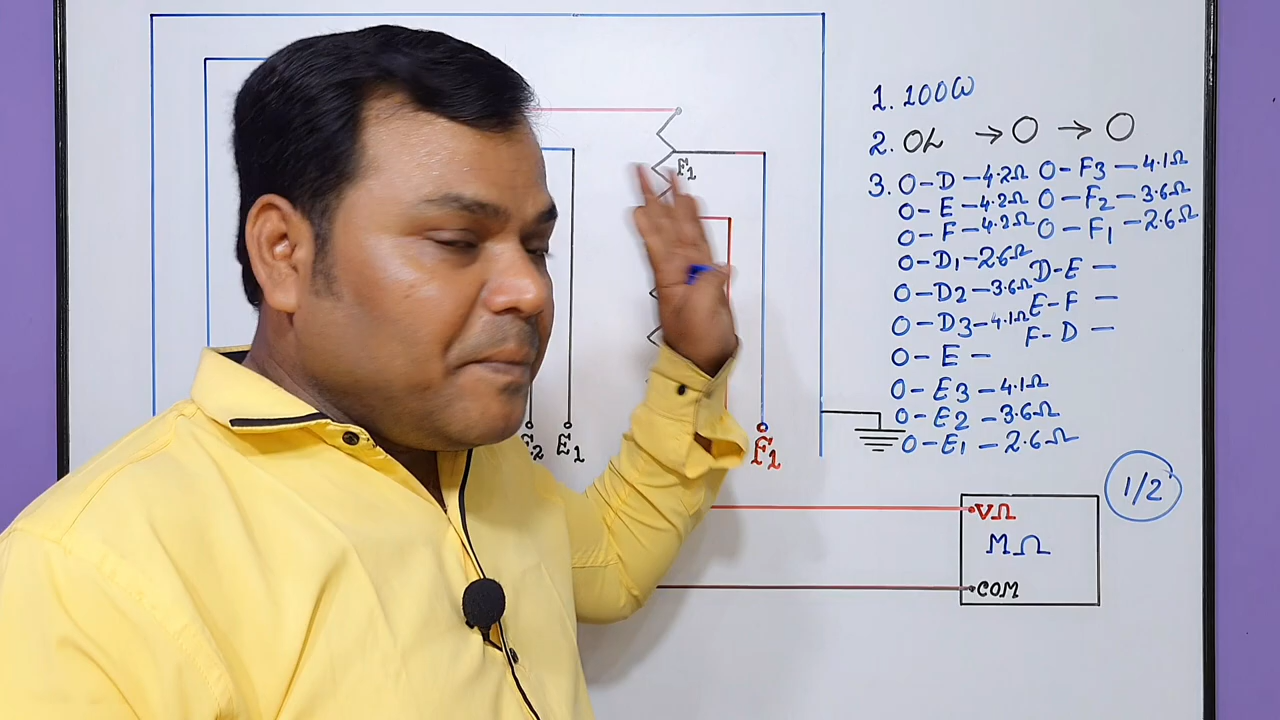 1. 100W
2. OL → O → O
3. O-D-4.2Ω O-F3-4.1Ω
O-E-4.2Ω O-F2-3.6Ω
O-F-4.2Ω O-F1-2.6Ω
O-D1-2.6Ω
D-E-
O-D2-3.6Ω
E-F-
O-D3-4.1Ω
F-D-
O-E-
O-E3-4.1Ω
O-E2-3.6Ω
O-E1-2.6Ω
F1
E2 E1
F1
1/2
VΩ
MΩ
COM